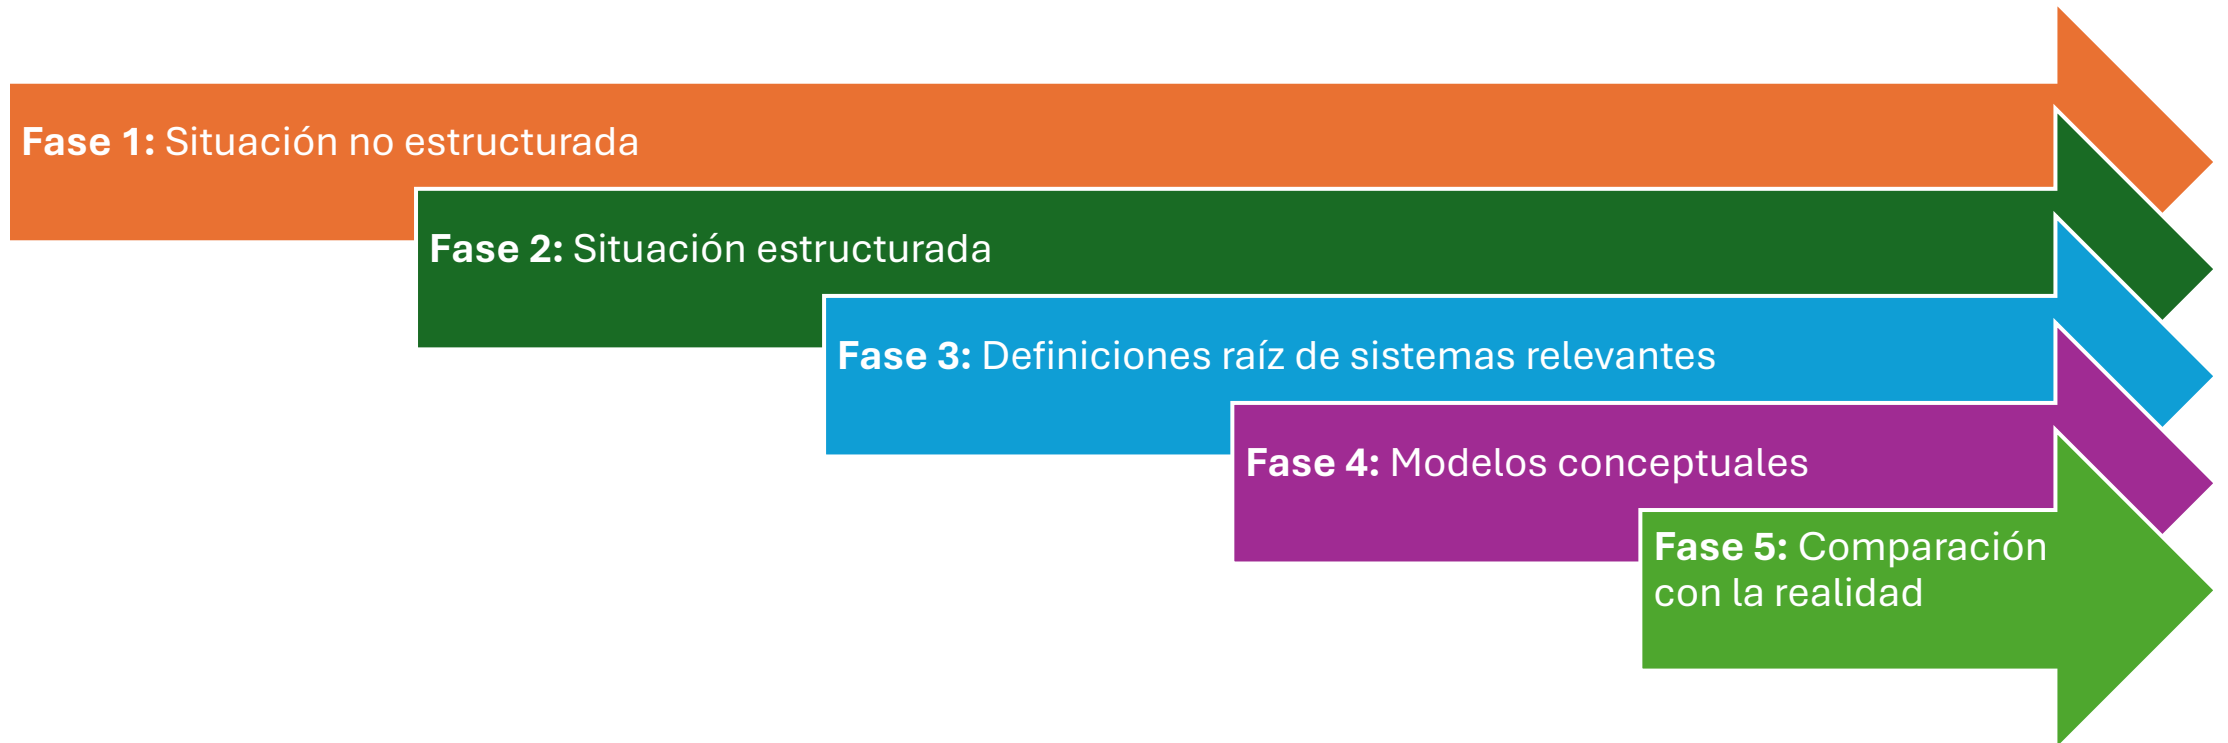 Fase 1: Situación no estructurada
Fase 2: Situación estructurada
Fase 3: Definiciones raíz de sistemas relevantes
Fase 4: Modelos conceptuales
Fase 5: Comparación
con la realidad